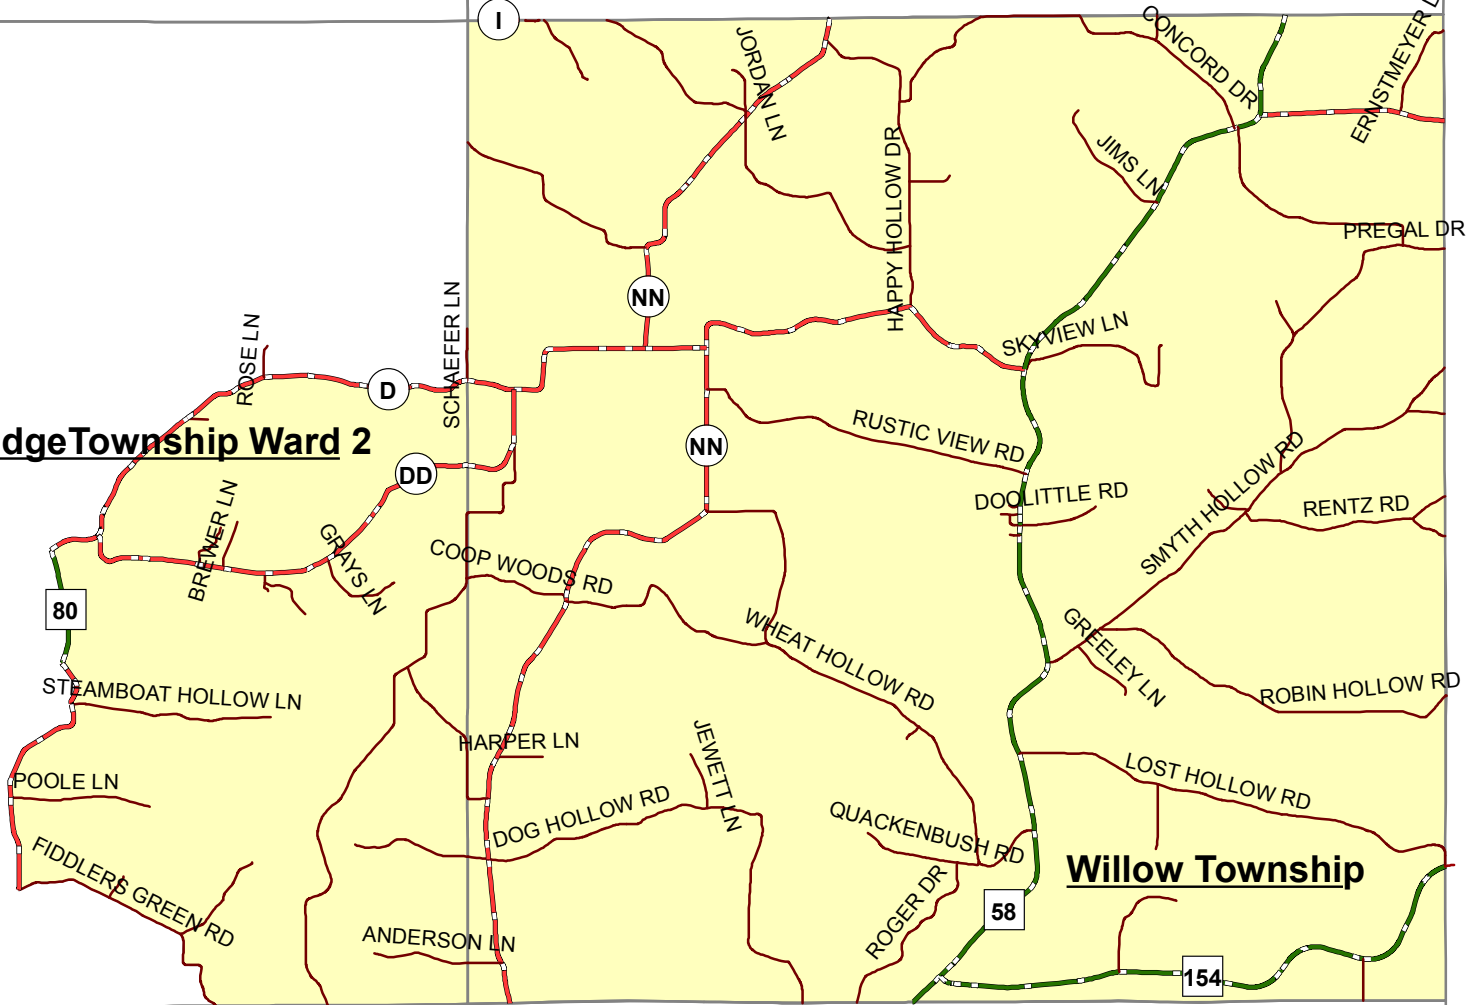 I
CONCORD DR
ERNSTMEYER L
JORDAN LN
JIMS LN
HAPPY HOLLOW DR
PREGAL DR
NN
SCHAEFER LN
SKYVIEW LN
ROSE LN
D
dgeTownship Ward 2
RUSTIC VIEW RD
NN
DD
DOOLITTLE RD
SMYTH HOLLOW RD
RENTZ RD
BREWER LN
GRAYS LN
COOP WOODS RD
80
WHEAT HOLLOW RD
GREELEY LN
STEAMBOAT HOLLOW LN
ROBIN HOLLOW RD
HARPER LN
JEWETT LN
POOLE LN
LOST HOLLOW RD
DOG HOLLOW RD
QUACKENBUSH RD
FIDDLERS GREEN RD
Willow Township
ROGER DR
58
ANDERSON LN
154